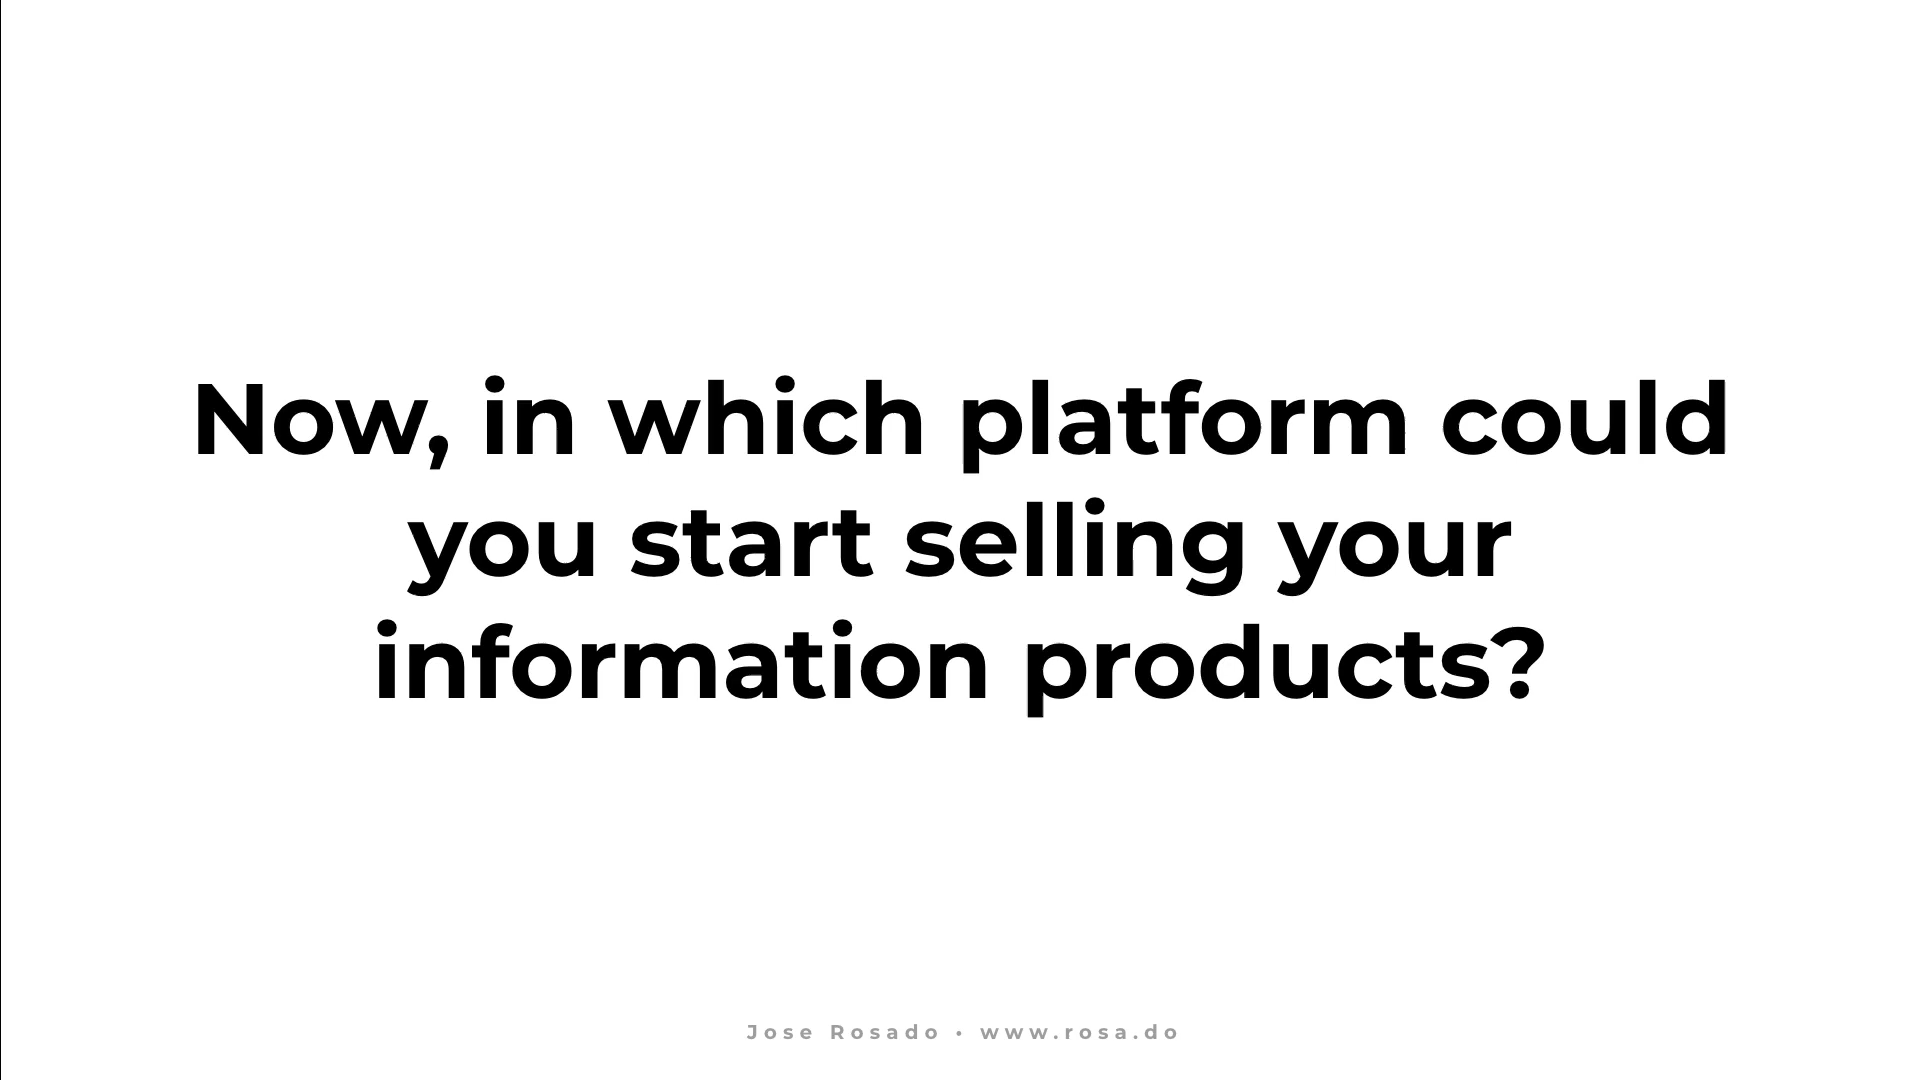 Now, in which platform could
you start selling your
information products?
Jose Rosado • www.rosa.do